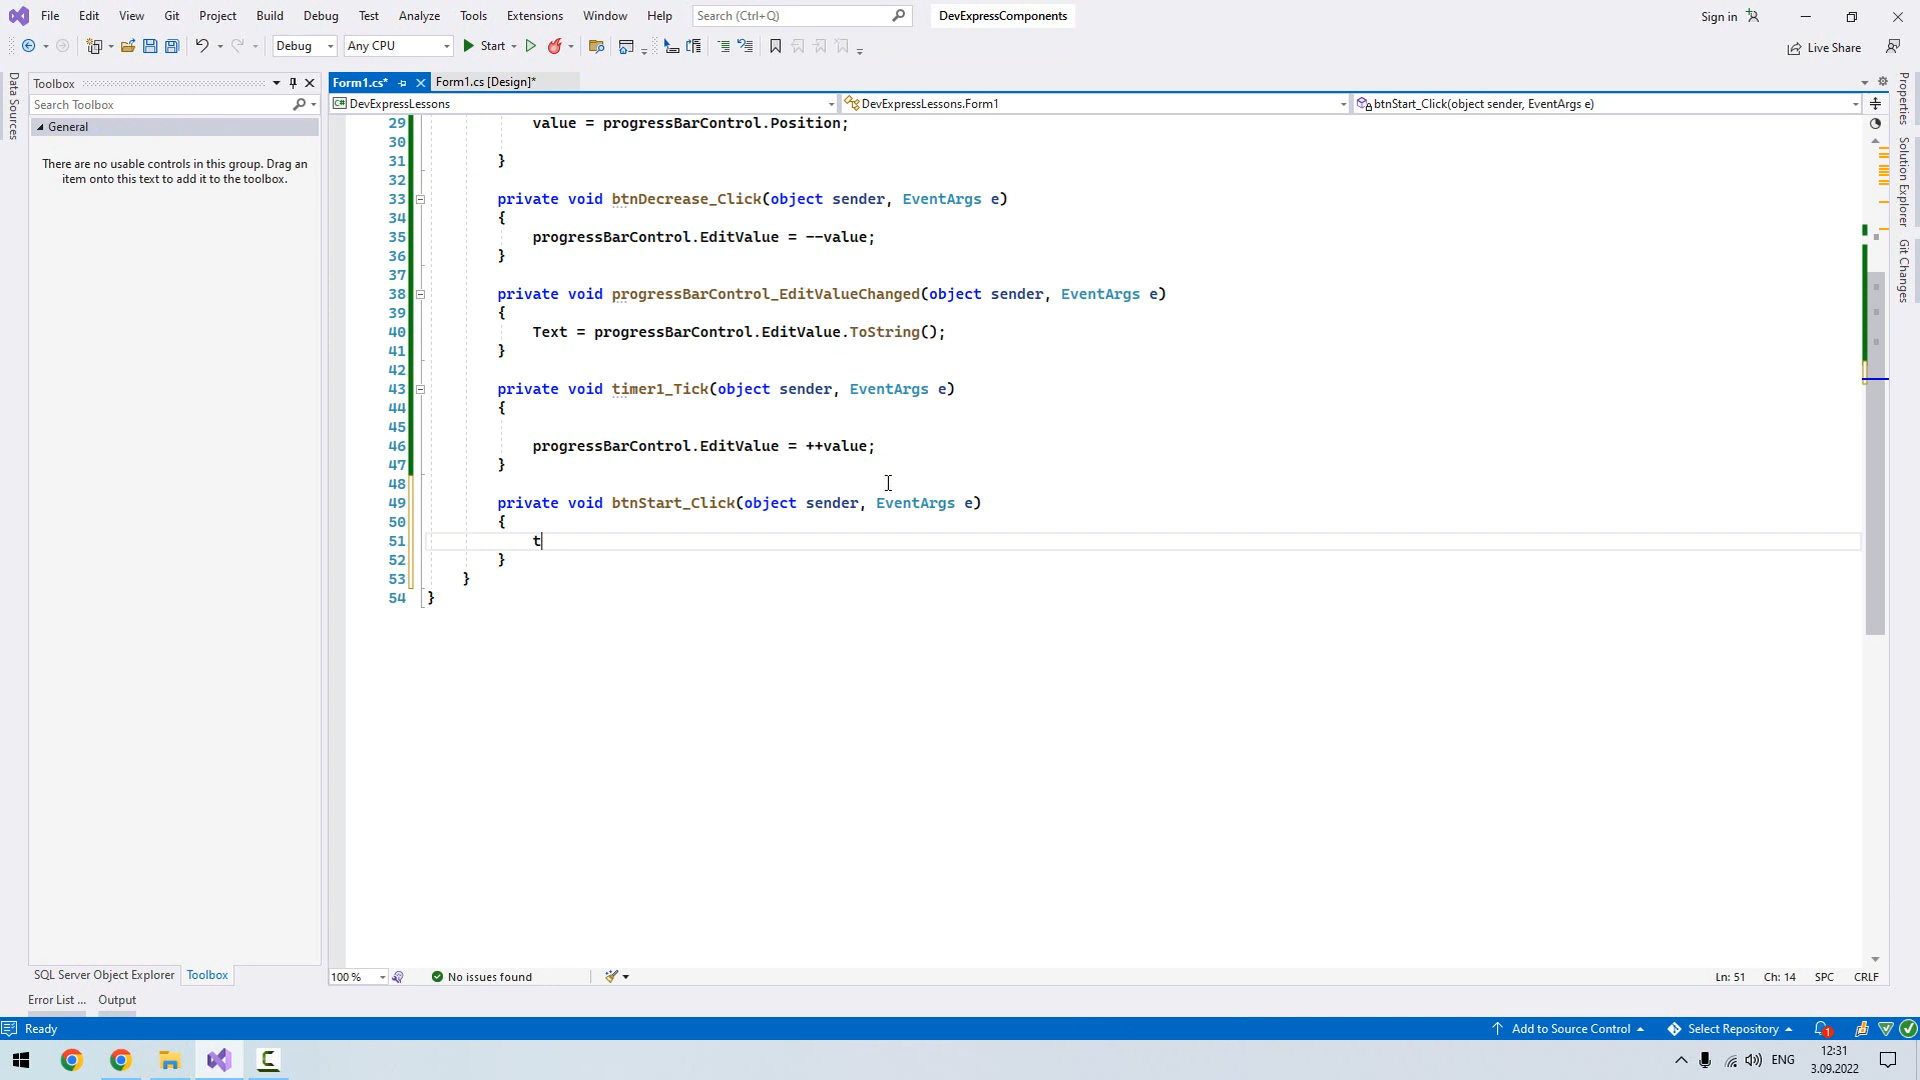 File Edit View Git Project Build Debug Test Analyze Tools Extensions Window Help Search (Ctrl+Q) DevExpressComponents Sign in
Debug Any CPU Start Live Share
Data Sources
Toolbox
Search Toolbox
General
There are no usable controls in this group. Drag an
item onto this text to add it to the toolbox.
SQL Server Object Explorer Toolbox
Form1.cs* Form1.cs [Design]*
DevExpressLessons DevExpressLessons.Form1 btnStart_Click(object sender, EventArgs e)
29 value = progressBarControl.Position;
30
31 }
32
33 private void btnDecrease_Click(object sender, EventArgs e)
34 {
35 progressBarControl.EditValue = --value;
36 }
37
38 private void progressBarControl_EditValueChanged(object sender, EventArgs e)
39 {
40 Text = progressBarControl.EditValue.ToString();
41 }
42
43 private void timer1_Tick(object sender, EventArgs e)
44 {
45
46 progressBarControl.EditValue = ++value;
47 }
48
49 private void btnStart_Click(object sender, EventArgs e)
50 {
51 t
52 }
53 }
54 }
Properties
Solution Explorer
Git Changes
100 % No issues found Ln: 51 Ch: 14 SPC CRLF
Error List ... Output
Ready Add to Source Control Select Repository 1
ENG 12:31
3.09.2022